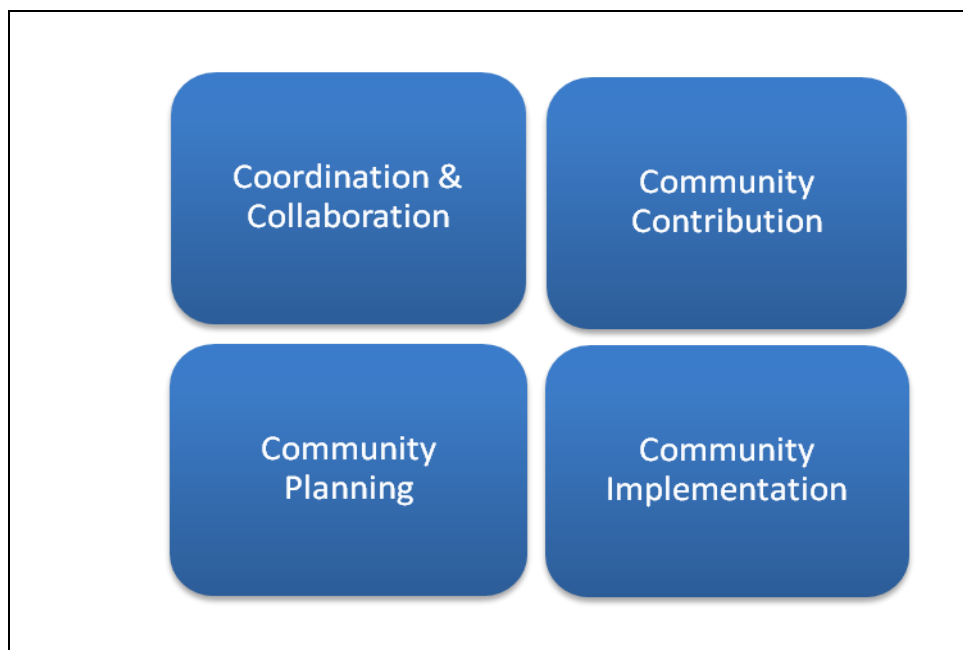 Coordination &
Collaboration
Community
Contribution
Community
Planning
Community
Implementation